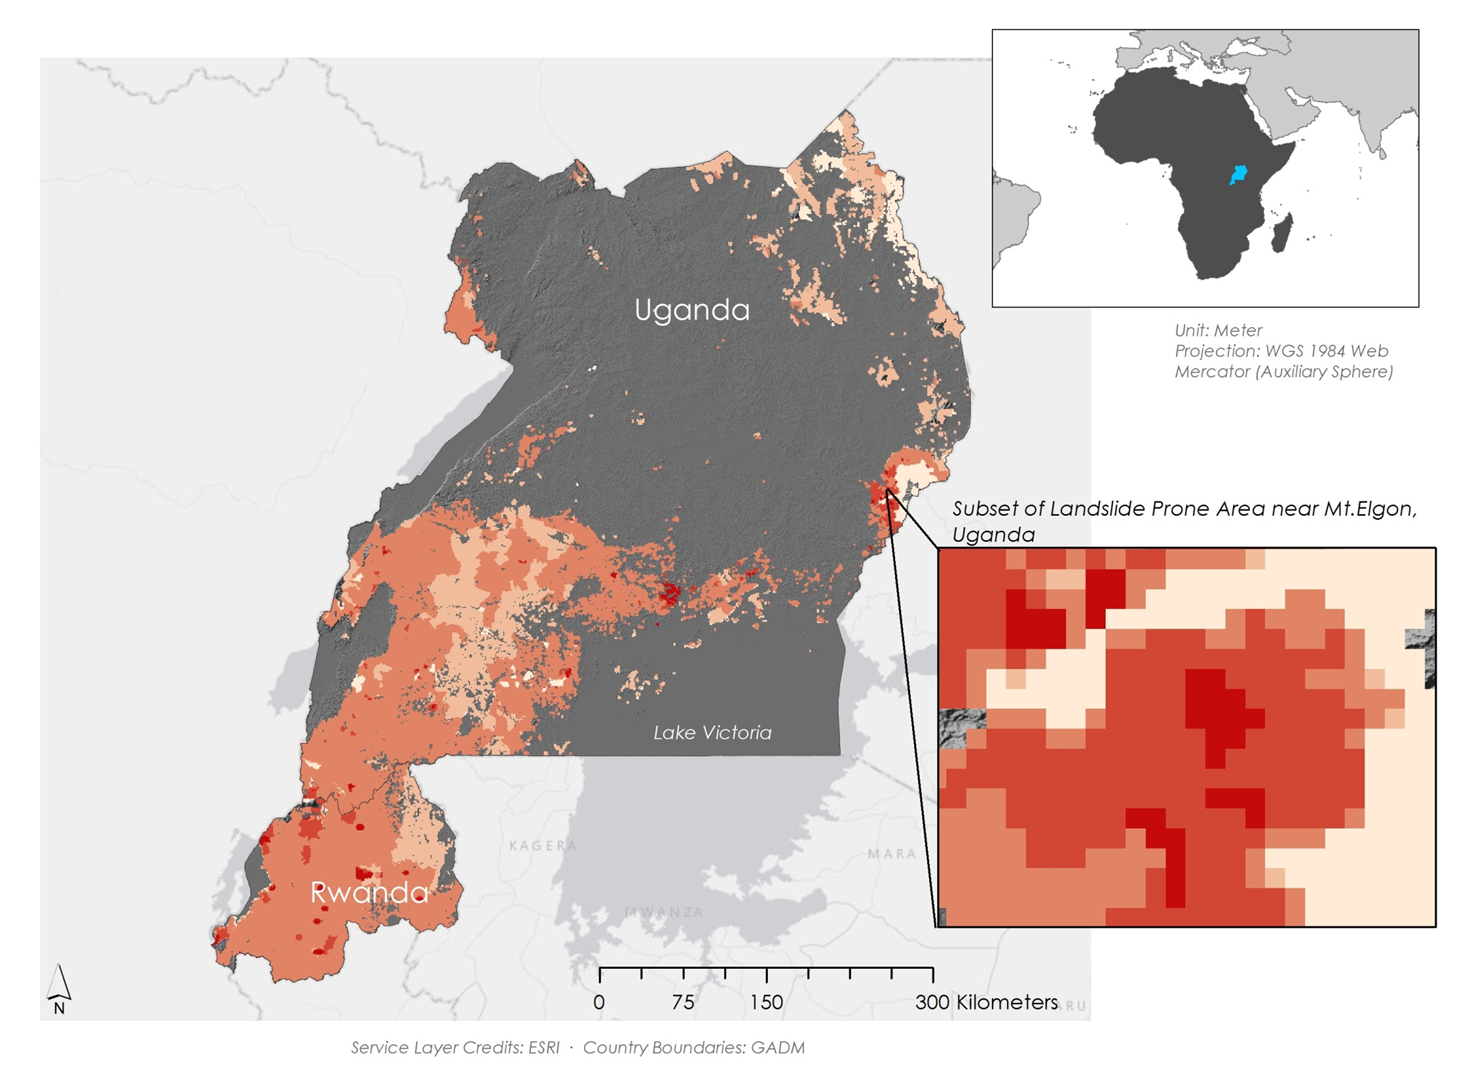 Unit: Meter
Projection: WGS 1984 Web
Mercator (Auxiliary Sphere)
Uganda
Subset of Landslide Prone Area near Mt.Elgon,
Uganda
Lake Victoria
KAGERA
MARA
Rwanda
MWANZA
N
0 75 150 300 Kilometers
ARU
Service Layer Credits: ESRI · Country Boundaries: GADM